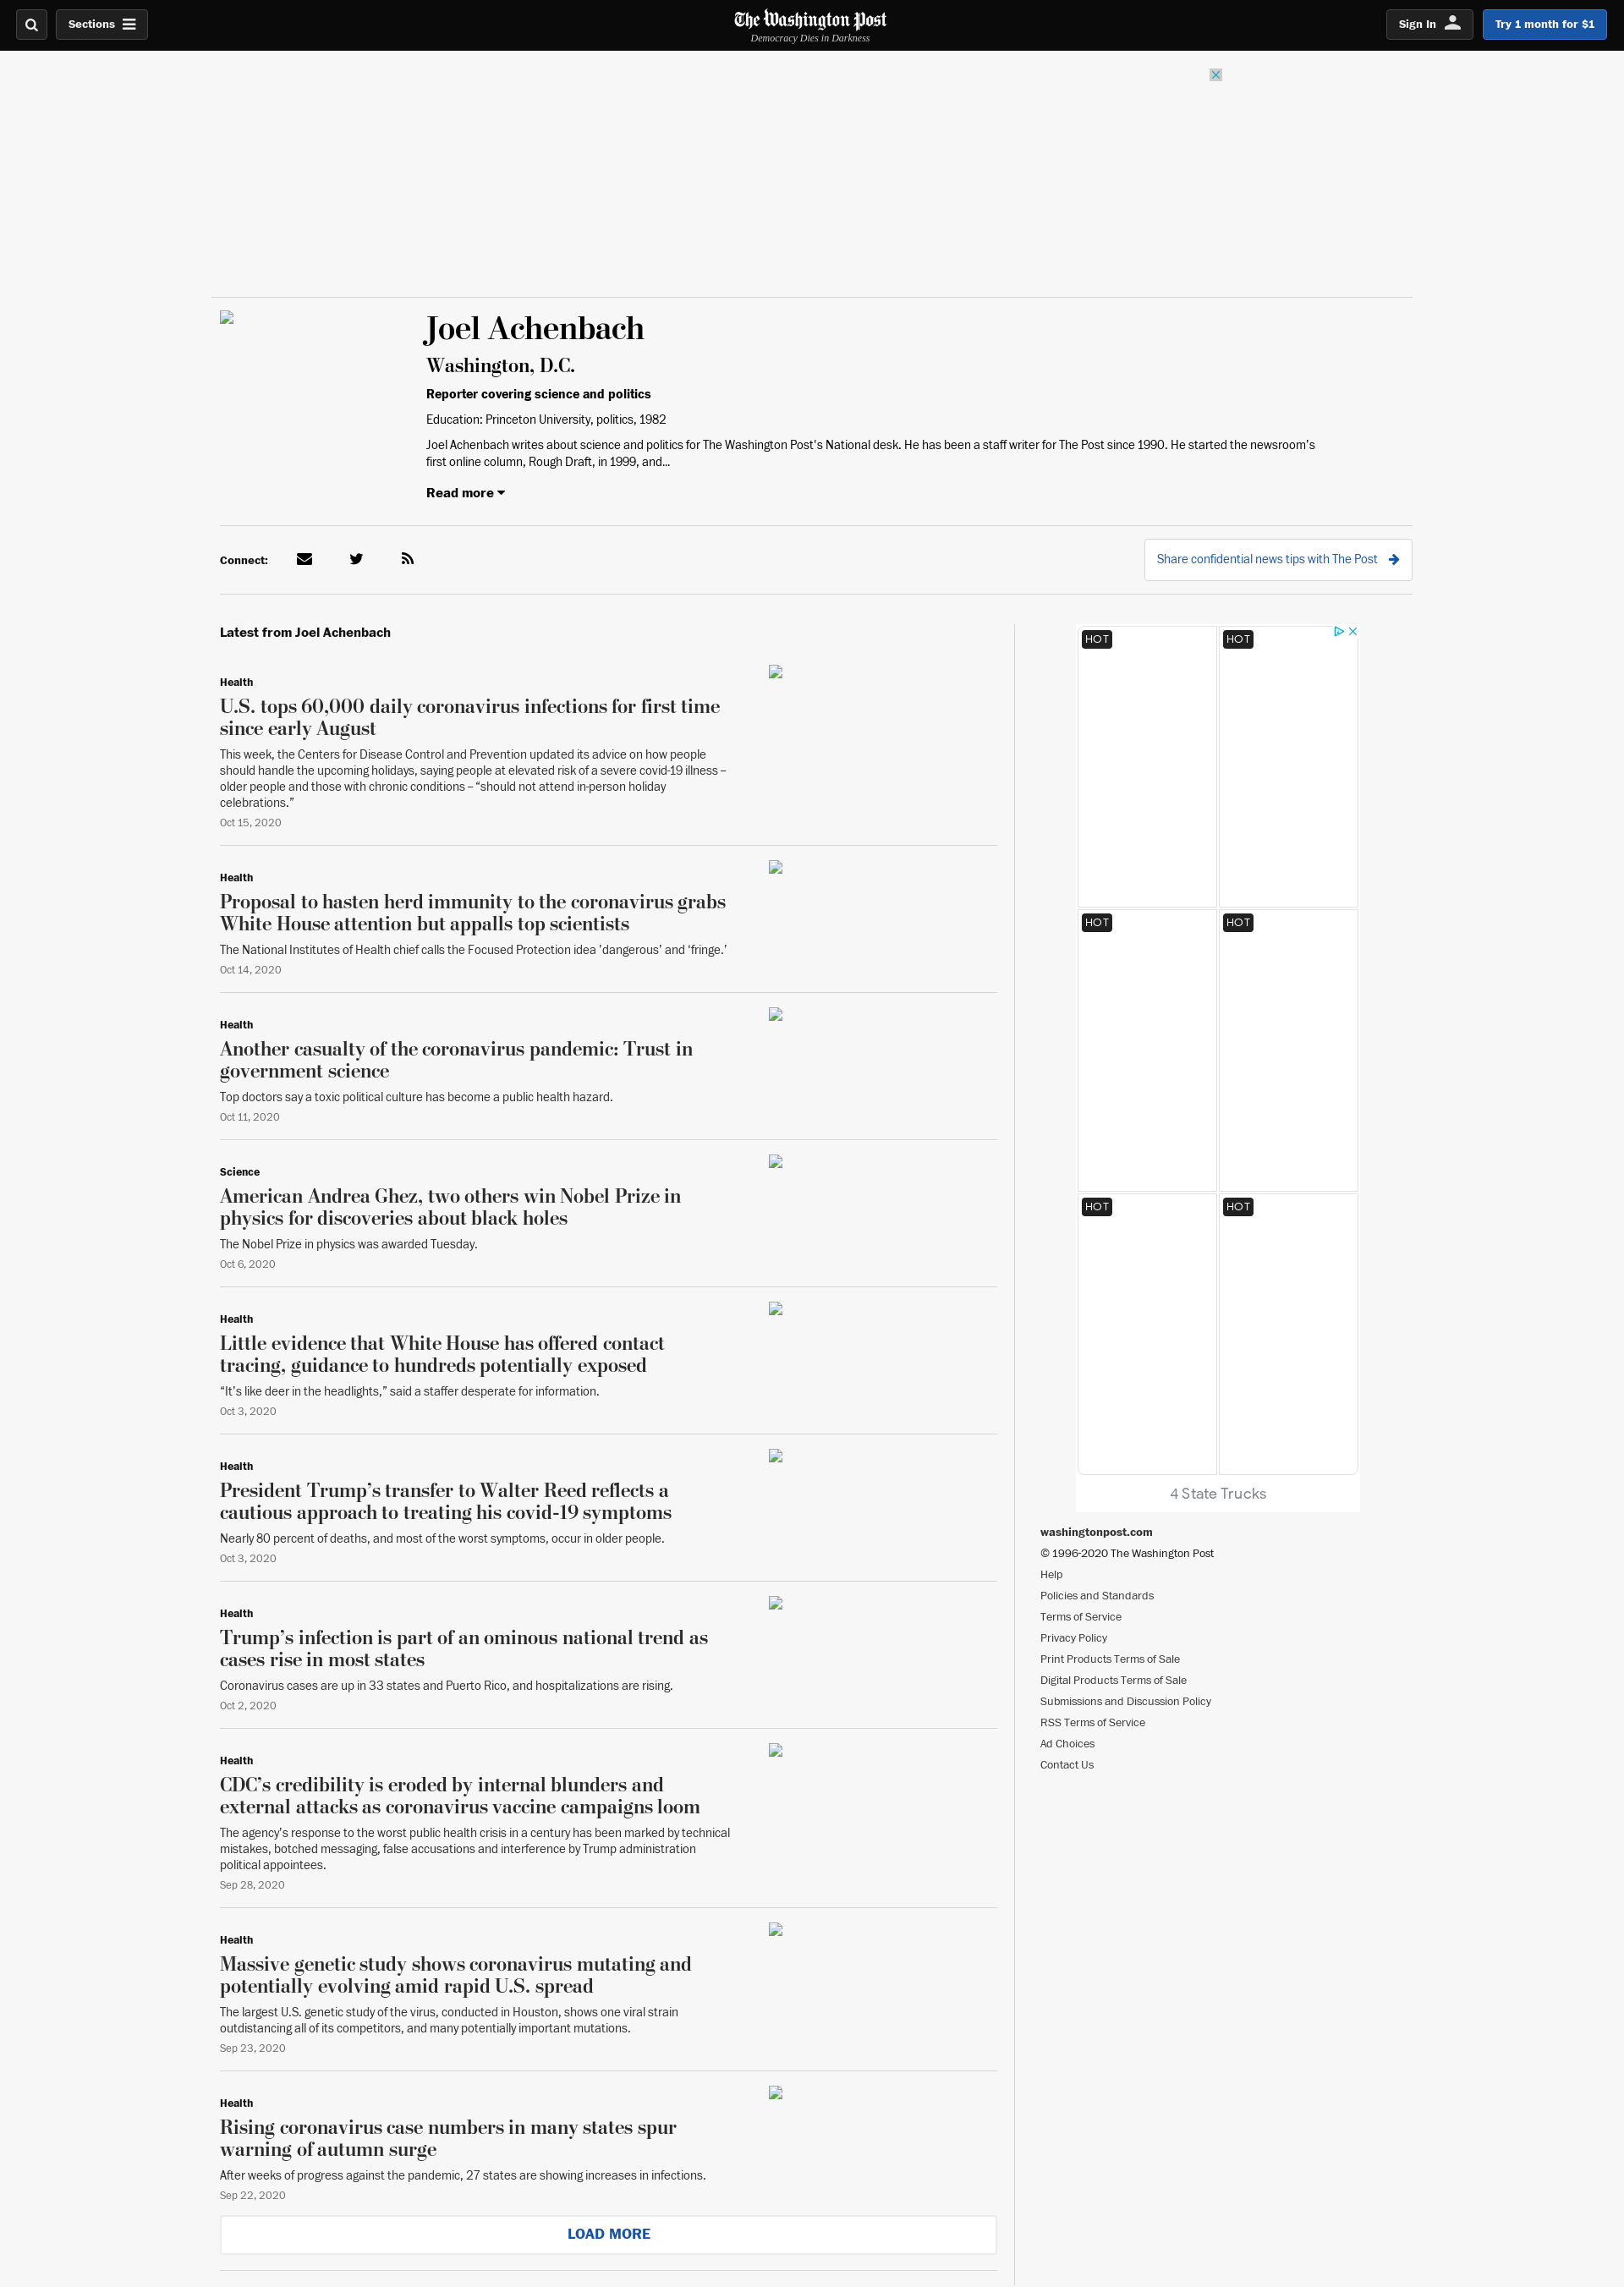 Sections
The Washington Post
Democracy Dies in Darkness
Sign In
Try 1 month for $1
Joel Achenbach
Washington, D.C.
Reporter covering science and politics
Education: Princeton University, politics, 1982
Joel Achenbach writes about science and politics for The Washington Post's National desk. He has been a staff writer for The Post since 1990. He started the newsroom’s
first online column, Rough Draft, in 1999, and...
Read more
Connect:
Share confidential news tips with The Post
Latest from Joel Achenbach
Health
U.S. tops 60,000 daily coronavirus infections for first time
since early August
This week, the Centers for Disease Control and Prevention updated its advice on how people
should handle the upcoming holidays, saying people at elevated risk of a severe covid-19 illness –
older people and those with chronic conditions – “should not attend in-person holiday
celebrations.”
Oct 15, 2020
Health
Proposal to hasten herd immunity to the coronavirus grabs
White House attention but appalls top scientists
The National Institutes of Health chief calls the Focused Protection idea ’dangerous’ and ‘fringe.’
Oct 14, 2020
Health
Another casualty of the coronavirus pandemic: Trust in
government science
Top doctors say a toxic political culture has become a public health hazard.
Oct 11, 2020
Science
American Andrea Ghez, two others win Nobel Prize in
physics for discoveries about black holes
The Nobel Prize in physics was awarded Tuesday.
Oct 6, 2020
Health
Little evidence that White House has offered contact
tracing, guidance to hundreds potentially exposed
“It’s like deer in the headlights,” said a staffer desperate for information.
Oct 3, 2020
Health
President Trump’s transfer to Walter Reed reflects a
cautious approach to treating his covid-19 symptoms
Nearly 80 percent of deaths, and most of the worst symptoms, occur in older people.
Oct 3, 2020
Health
Trump’s infection is part of an ominous national trend as
cases rise in most states
Coronavirus cases are up in 33 states and Puerto Rico, and hospitalizations are rising.
Oct 2, 2020
Health
CDC’s credibility is eroded by internal blunders and
external attacks as coronavirus vaccine campaigns loom
The agency’s response to the worst public health crisis in a century has been marked by technical
mistakes, botched messaging, false accusations and interference by Trump administration
political appointees.
Sep 28, 2020
Health
Massive genetic study shows coronavirus mutating and
potentially evolving amid rapid U.S. spread
The largest U.S. genetic study of the virus, conducted in Houston, shows one viral strain
outdistancing all of its competitors, and many potentially important mutations.
Sep 23, 2020
Health
Rising coronavirus case numbers in many states spur
warning of autumn surge
After weeks of progress against the pandemic, 27 states are showing increases in infections.
Sep 22, 2020
LOAD MORE
HOT
HOT
HOT
HOT
HOT
HOT
4 State Trucks
washingtonpost.com
© 1996-2020 The Washington Post
Help
Policies and Standards
Terms of Service
Privacy Policy
Print Products Terms of Sale
Digital Products Terms of Sale
Submissions and Discussion Policy
RSS Terms of Service
Ad Choices
Contact Us